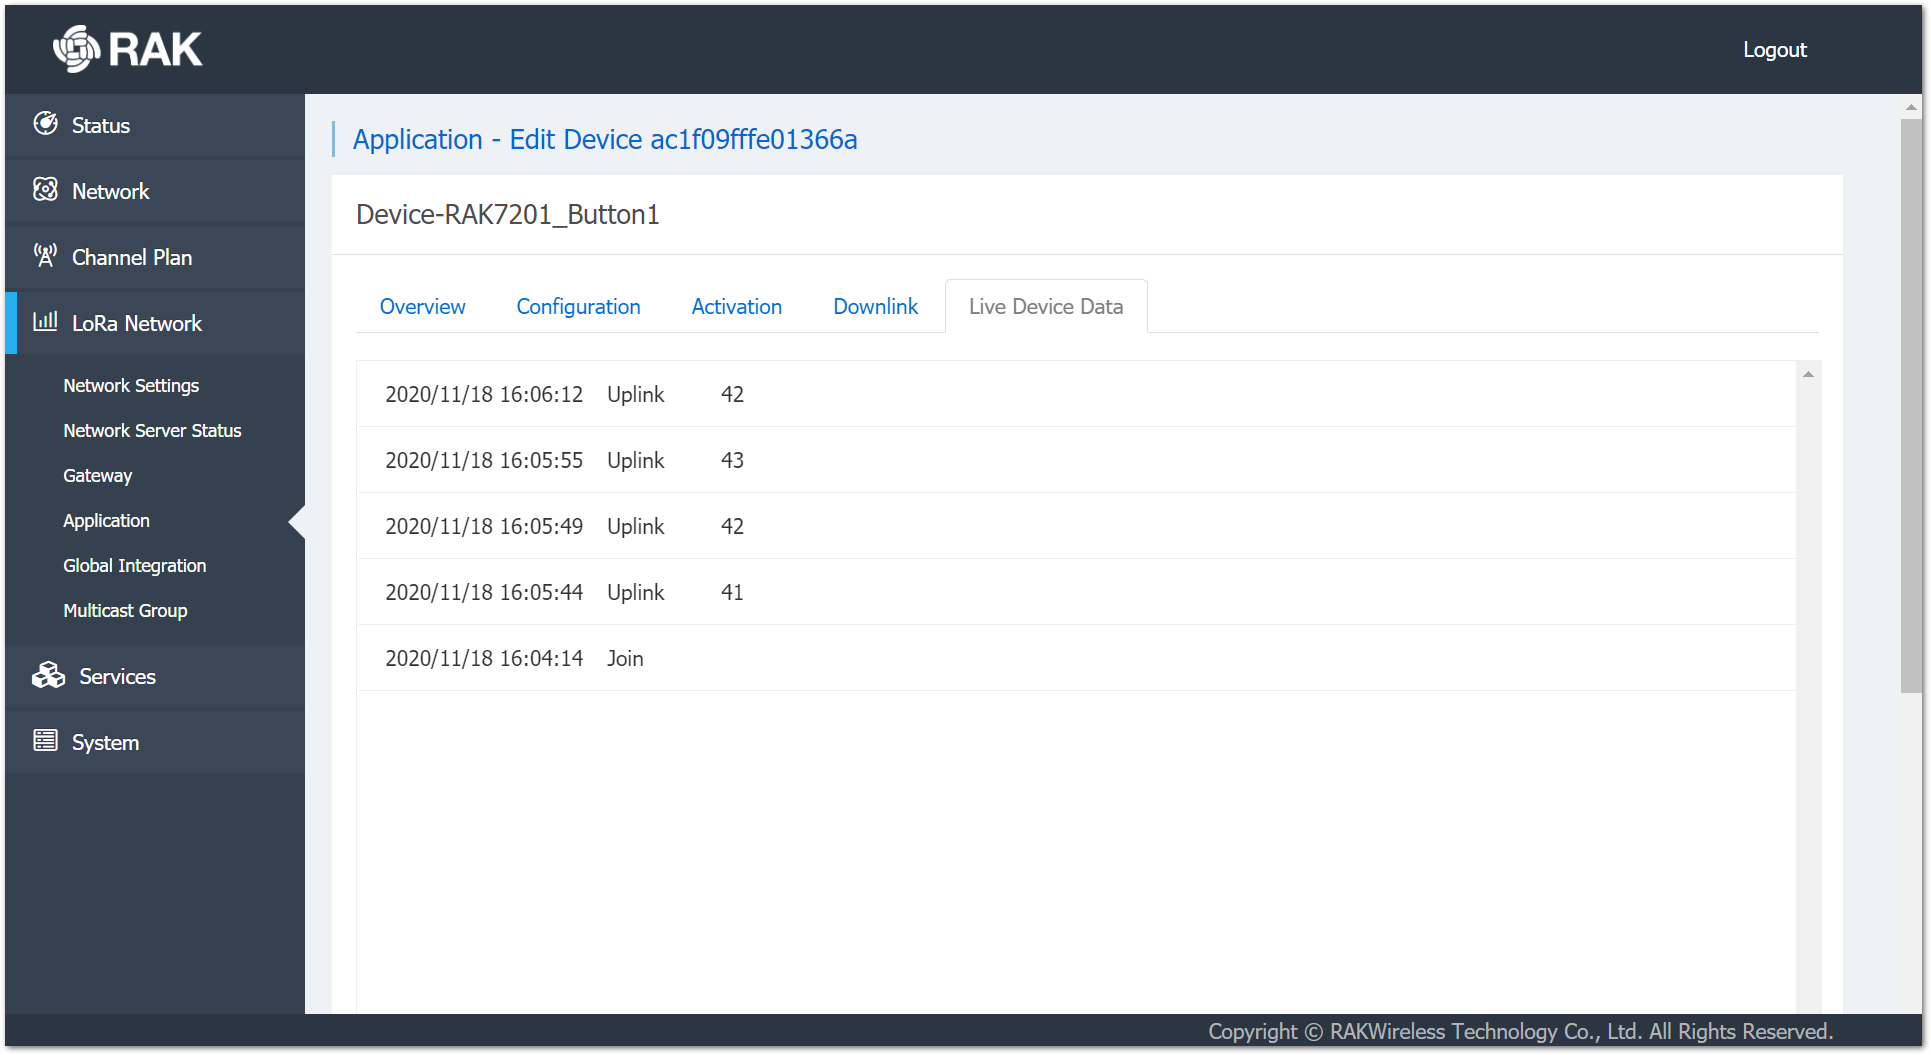 RAK
Logout
Status
Network
Channel Plan
LoRa Network
Network Settings
Network Server Status
Gateway
Application
Global Integration
Multicast Group
Services
System
Application - Edit Device ac1f09fffe01366a
Device-RAK7201_Button1
Overview Configuration Activation Downlink Live Device Data
2020/11/18 16:06:12 Uplink 42
2020/11/18 16:05:55 Uplink 43
2020/11/18 16:05:49 Uplink 42
2020/11/18 16:05:44 Uplink 41
2020/11/18 16:04:14 Join
Copyright © RAKWireless Technology Co., Ltd. All Rights Reserved.